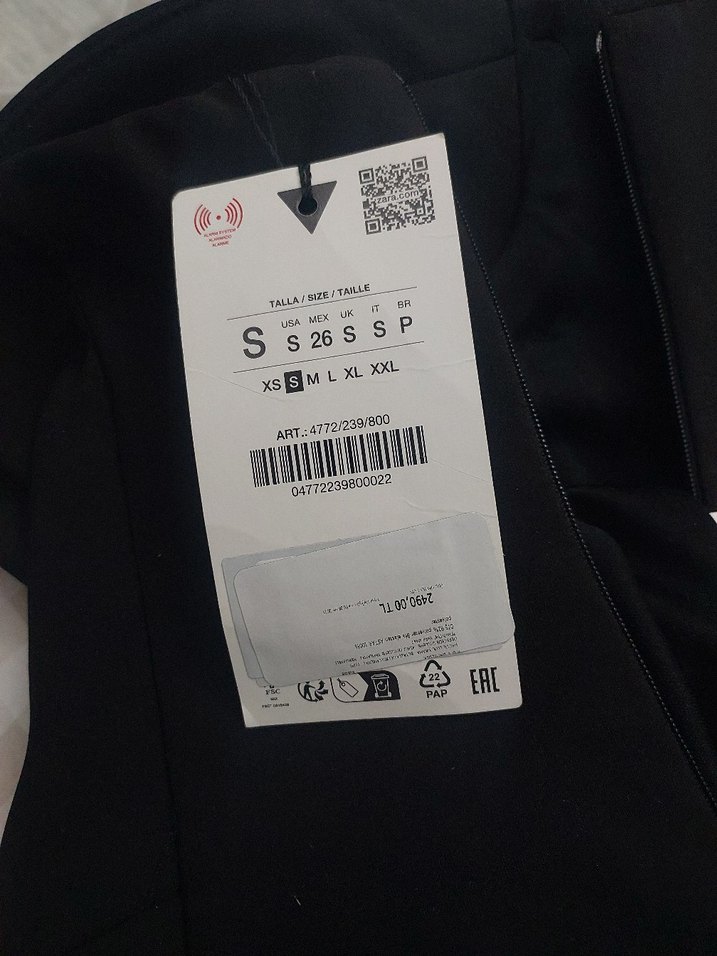 ALARM SYSTEM
ALARMADO
ALARME
zara.com
TALLA / SIZE / TAILLE
USA MEX UK IT BR
S S 26 S S P
XS S M L XL XXL
ART.: 4772/239/800
04772239800022
2490,00 TL
FSC
22
PAP
EAC